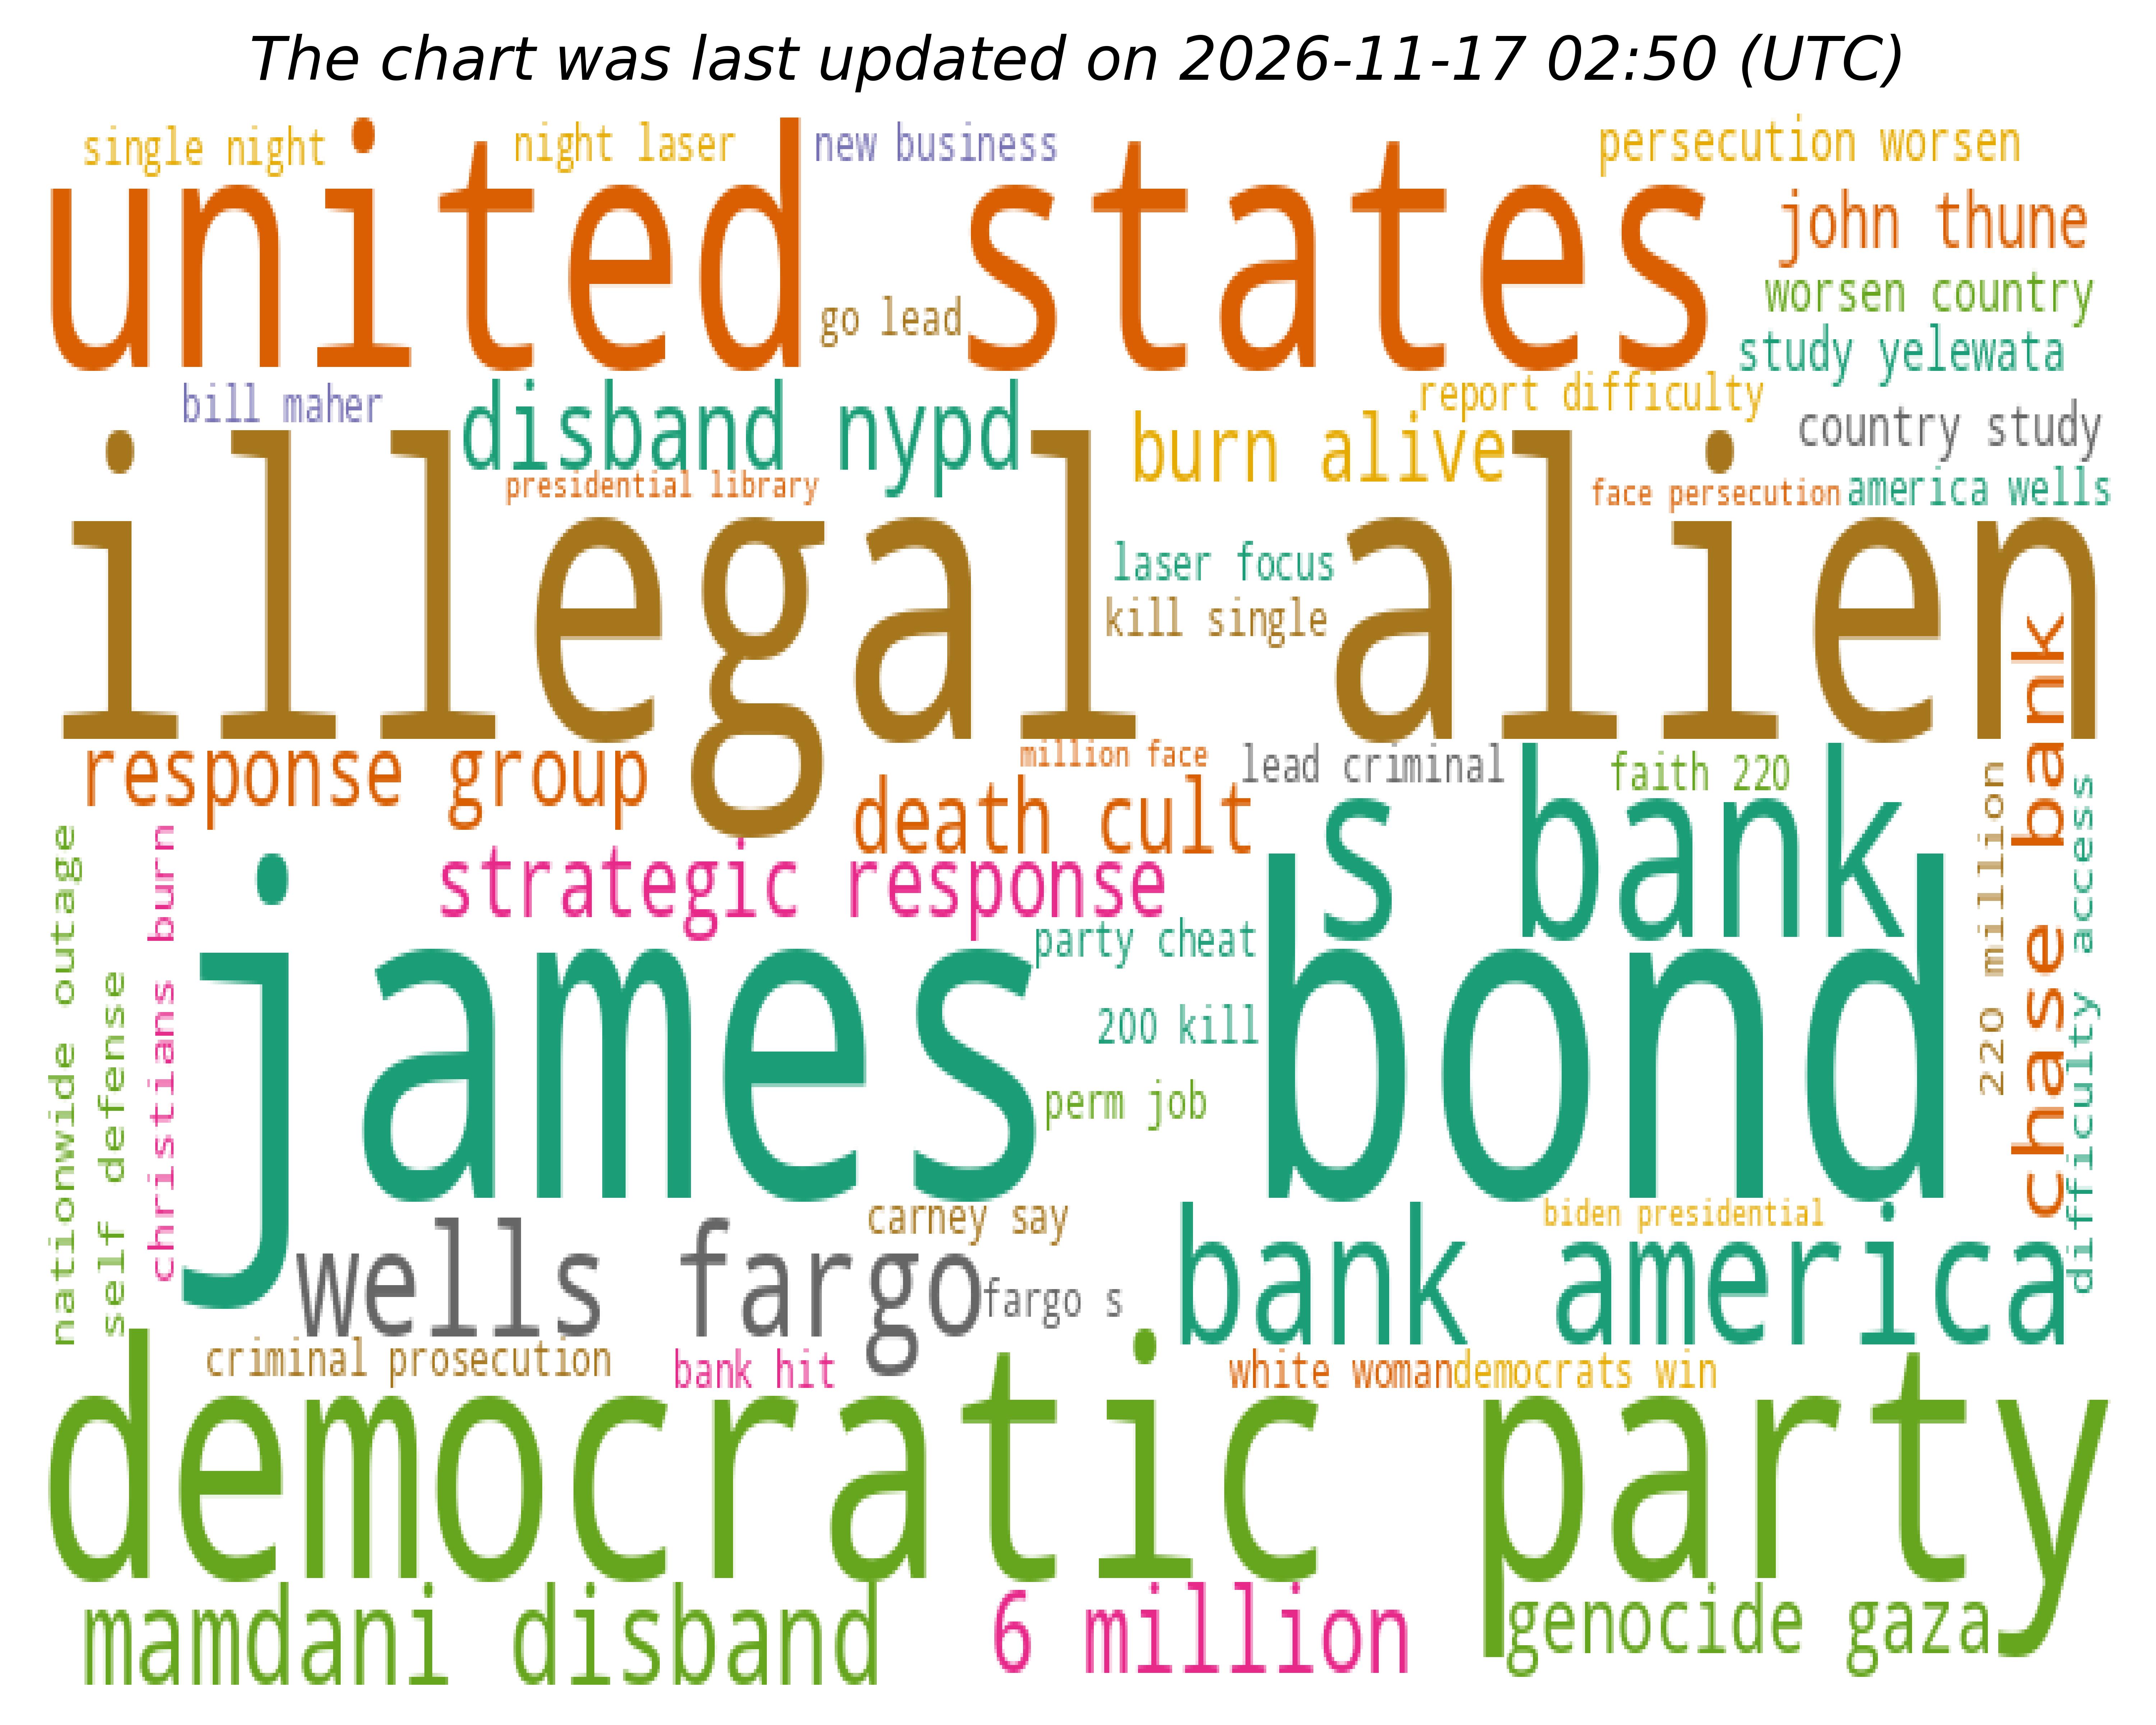 The chart was last updated on 2026-11-17 02:50 (UTC)
single night
night laser
new business
persecution worsen
united states
john thune
go lead
worsen country
study yelewata
bill maher
disband nypd
report difficulty
burn alive
country study
presidential library
face persecution
america wells
illegal alien
laser focus
kill single
response group
million face
lead criminal
faith 220
death cult
s bank
chase bank
220 million
difficulty access
strategic response
nationwide outage
self defense
christians burn
party cheat
james bond
200 kill
perm job
carney say
biden presidential
wells fargo
fargo s
bank america
criminal prosecution
bank hit
white woman
democrats win
democratic party
mamdani disband
6 million
genocide gaza